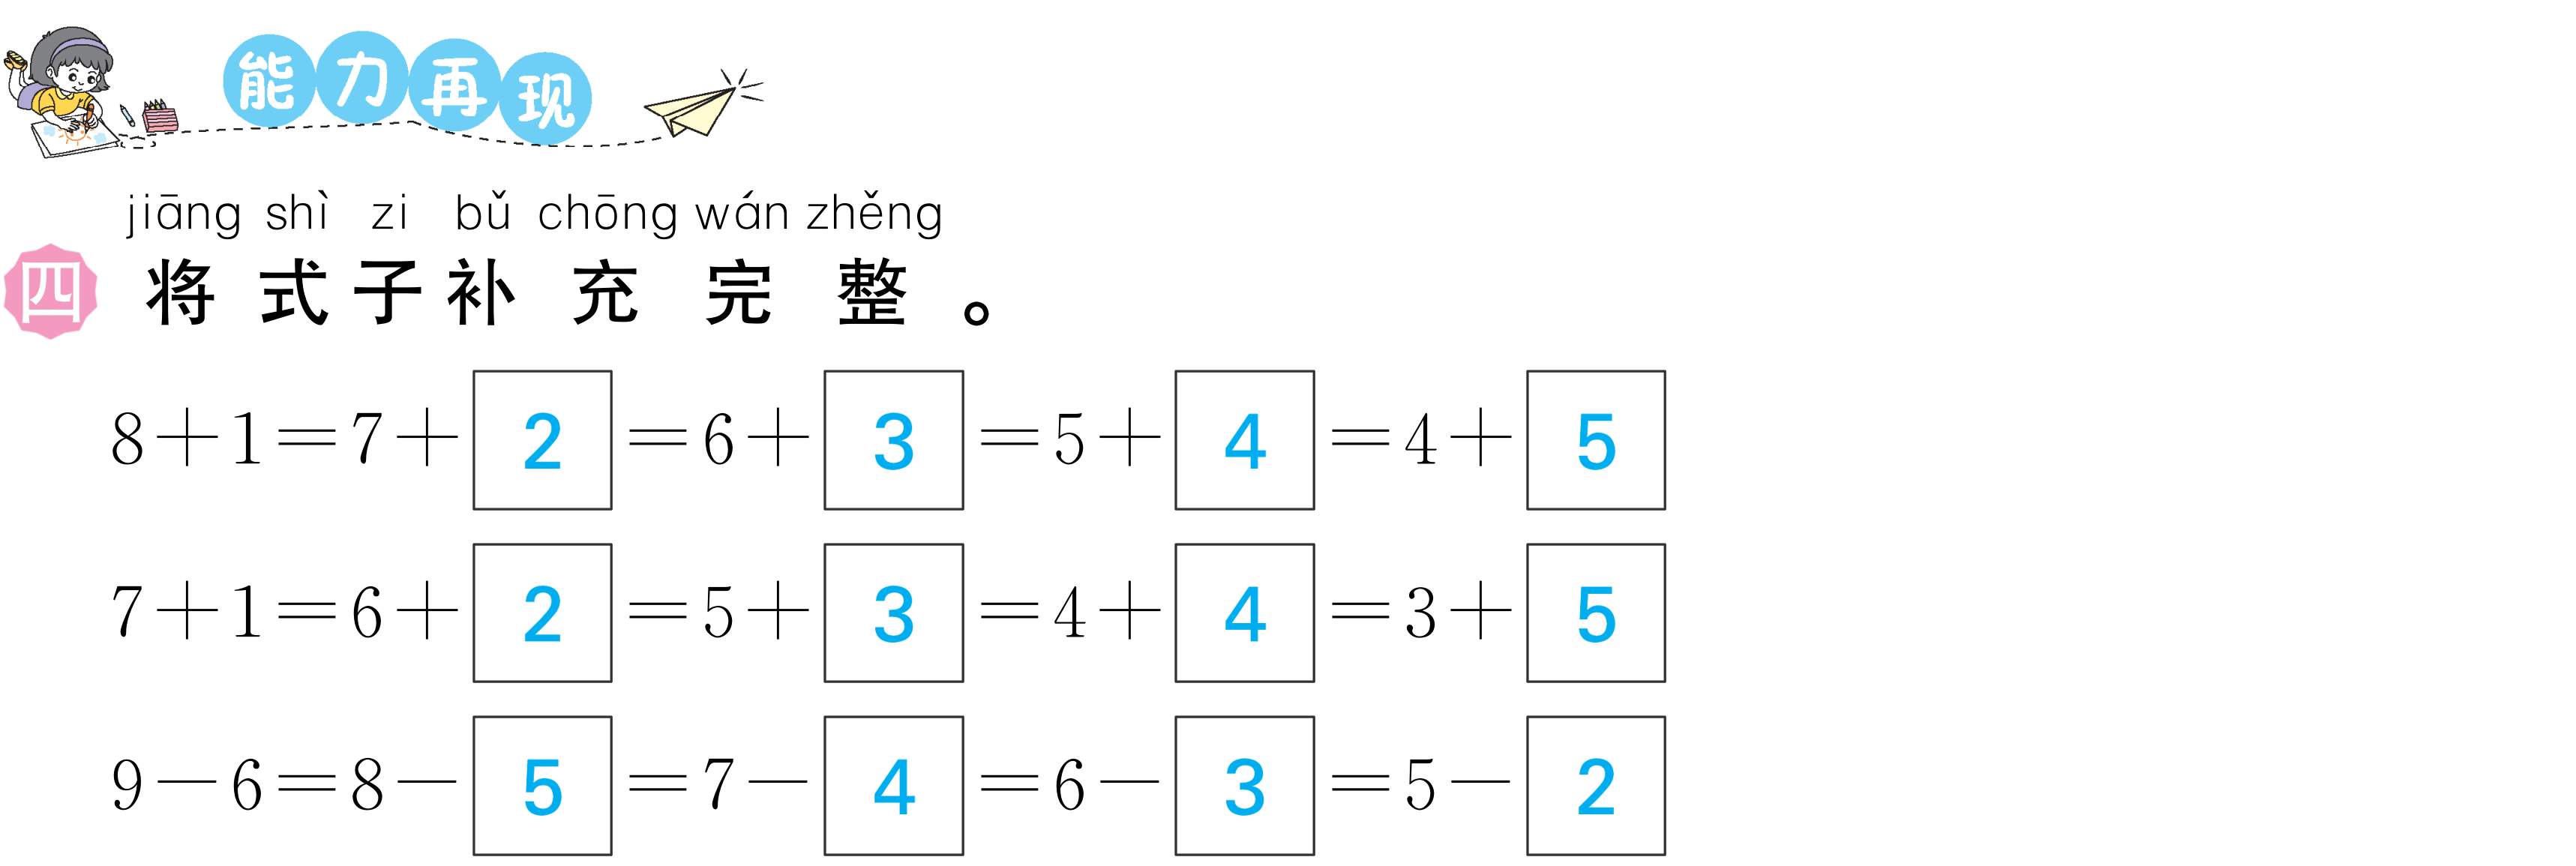 能力再现
jiāng shì zi bǔ chōng wán zhěng
四 将式子补充完整。
8+1=7+2=6+3=5+4=4+5
7+1=6+2=5+3=4+4=3+5
9-6=8-5=7-4=6-3=5-2